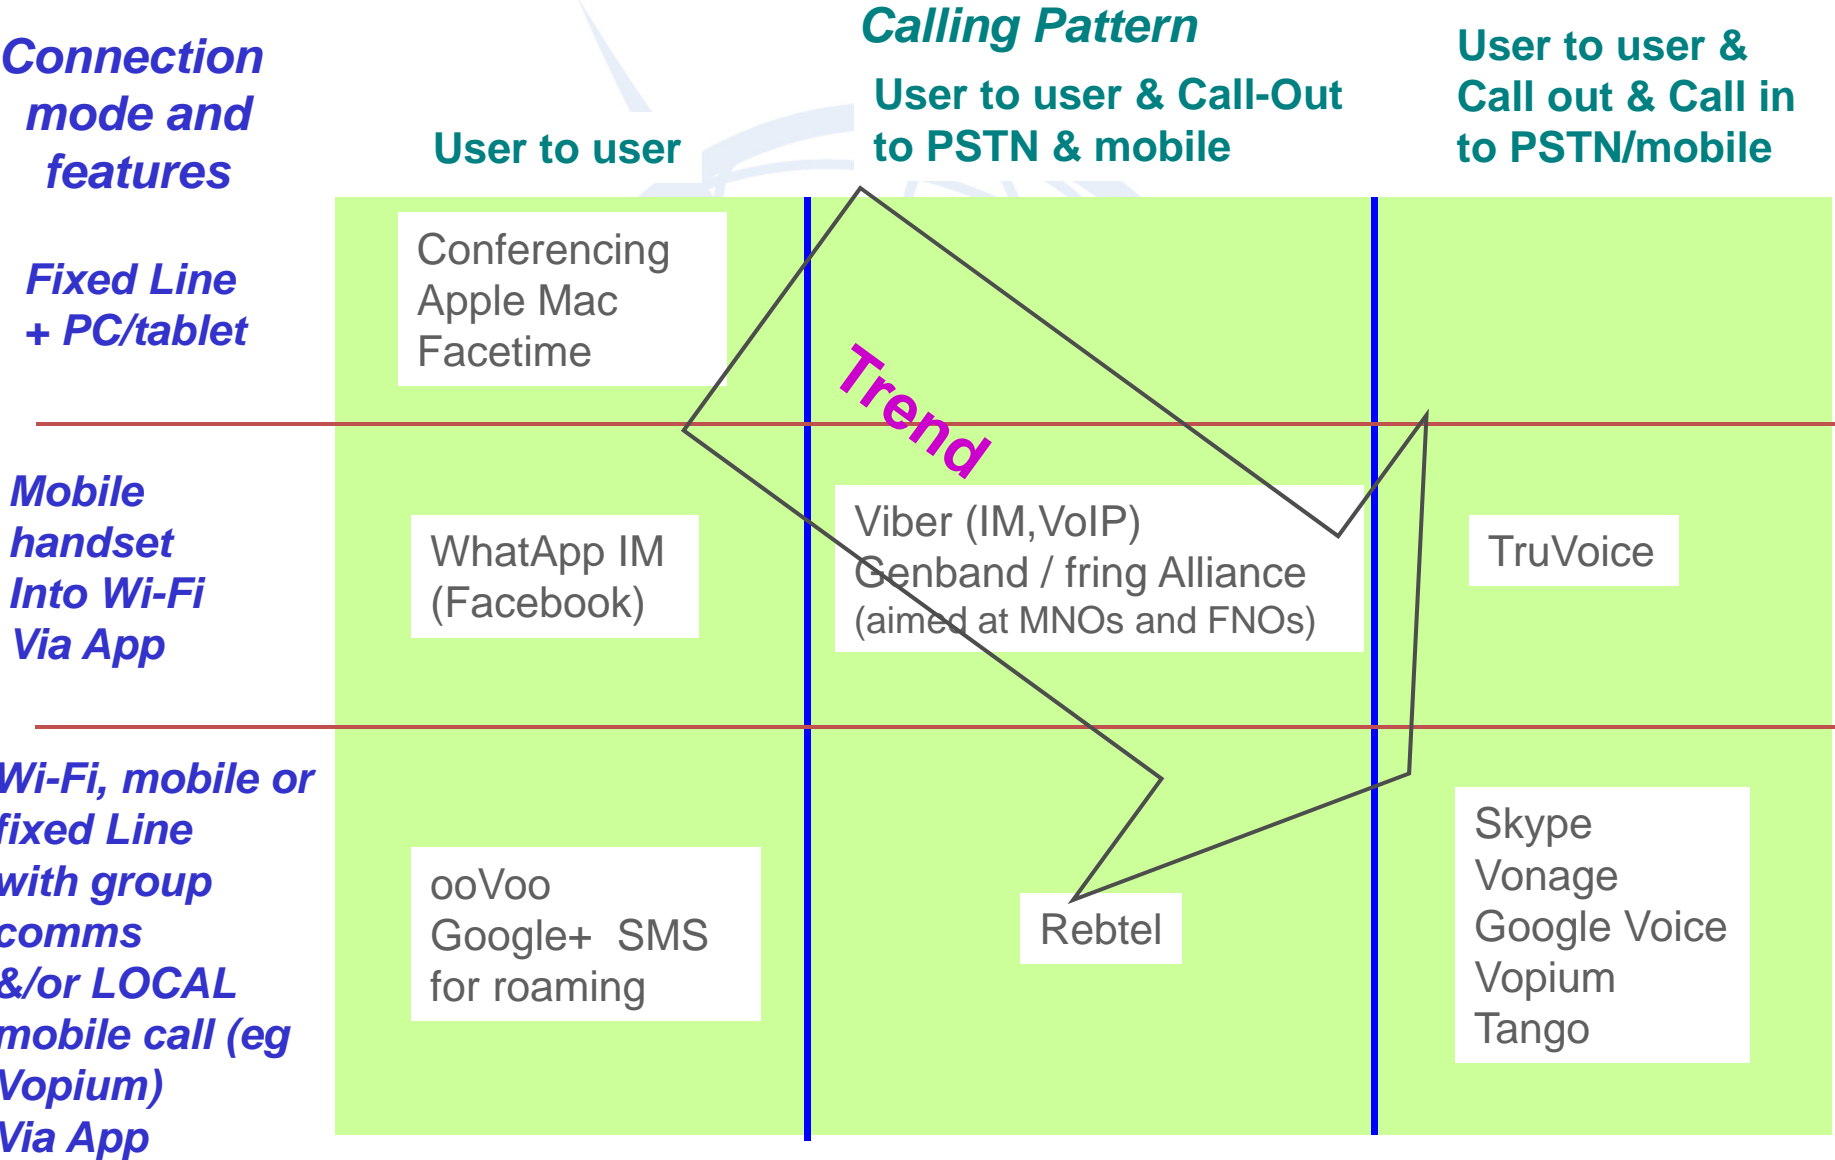 Calling Pattern
Connection
mode and
features
User to user
User to user & Call-Out
to PSTN & mobile
User to user &
Call out & Call in
to PSTN/mobile
Fixed Line
+ PC/tablet
Conferencing
Apple Mac
Facetime
Trend
Mobile
handset
Into Wi-Fi
Via App
WhatApp IM
(Facebook)
Viber (IM,VoIP)
Genband / fring Alliance
(aimed at MNOs and FNOs)
TruVoice
Wi-Fi, mobile or
fixed Line
with group
comms
&/or LOCAL
mobile call (eg
Vopium)
Via App
ooVoo
Google+  SMS
for roaming
Rebtel
Skype
Vonage
Google Voice
Vopium
Tango